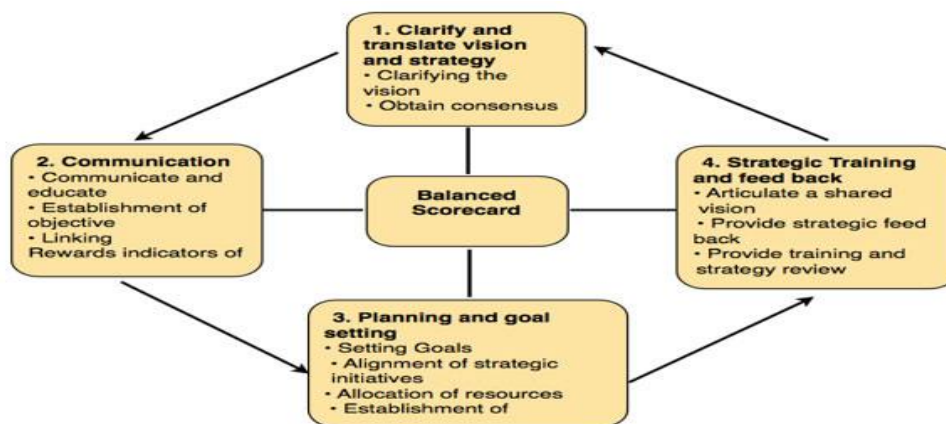 1. Clarify and
translate vision
and strategy
• Clarifying the
vision
• Obtain consensus
2. Communication
• Communicate and
educate
• Establishment of
objective
• Linking
Rewards indicators of
Balanced
Scorecard
4. Strategic Training
and feed back
• Articulate a shared
vision
• Provide strategic feed
back
• Provide training and
strategy review
3. Planning and goal
setting
• Setting Goals
• Alignment of strategic
initiatives
• Allocation of resources
• Establishment of